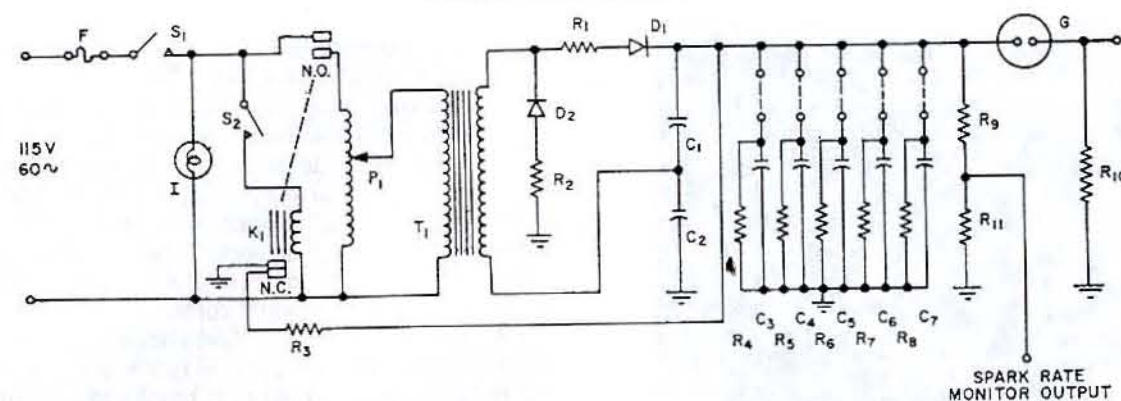 F
S1
N.O.
S2
115V
60~
I
K1
N.C.
P1
T1
R1
D1
D2
R2
R3
C1
C2
R4
C3
R5
C4
R6
C5
R7
C6
R8
C7
R9
R11
G
R10
SPARK RATE
MONITOR OUTPUT